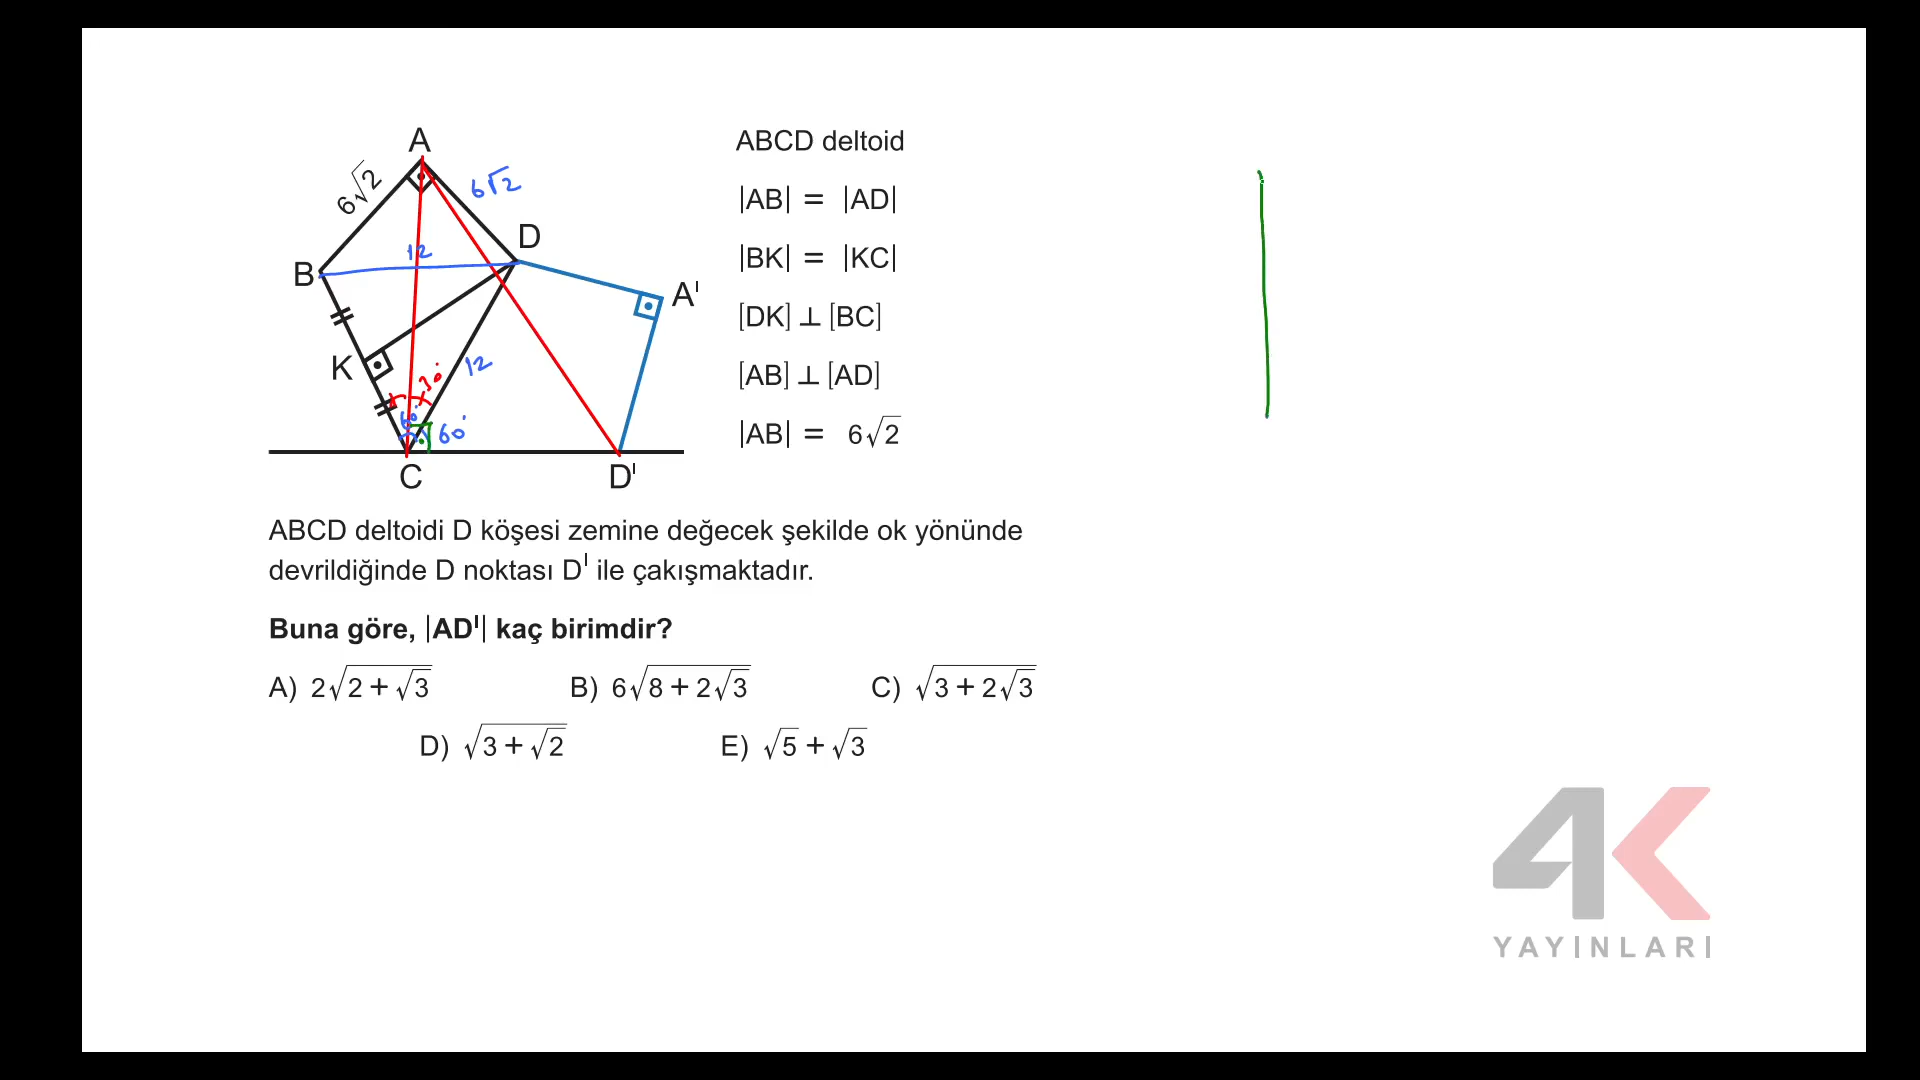 A
6√2
6√2
D
12
B
A'
K
30°
12
60°
60°
C
D'
ABCD deltoid
|AB| = |AD|
|BK| = |KC|
[DK] ⊥ [BC]
[AB] ⊥ [AD]
|AB| = 6√2
ABCD deltoidi D köşesi zemine değecek şekilde ok yönünde
devrildiğinde D noktası D' ile çakışmaktadır.
Buna göre, |AD'| kaç birimdir?
A) 2√(2 + √3) B) 6√(8 + 2√3) C) √(3 + 2√3)
D) √(3 + √2) E) √5 + √3
4K
YAYINLARI